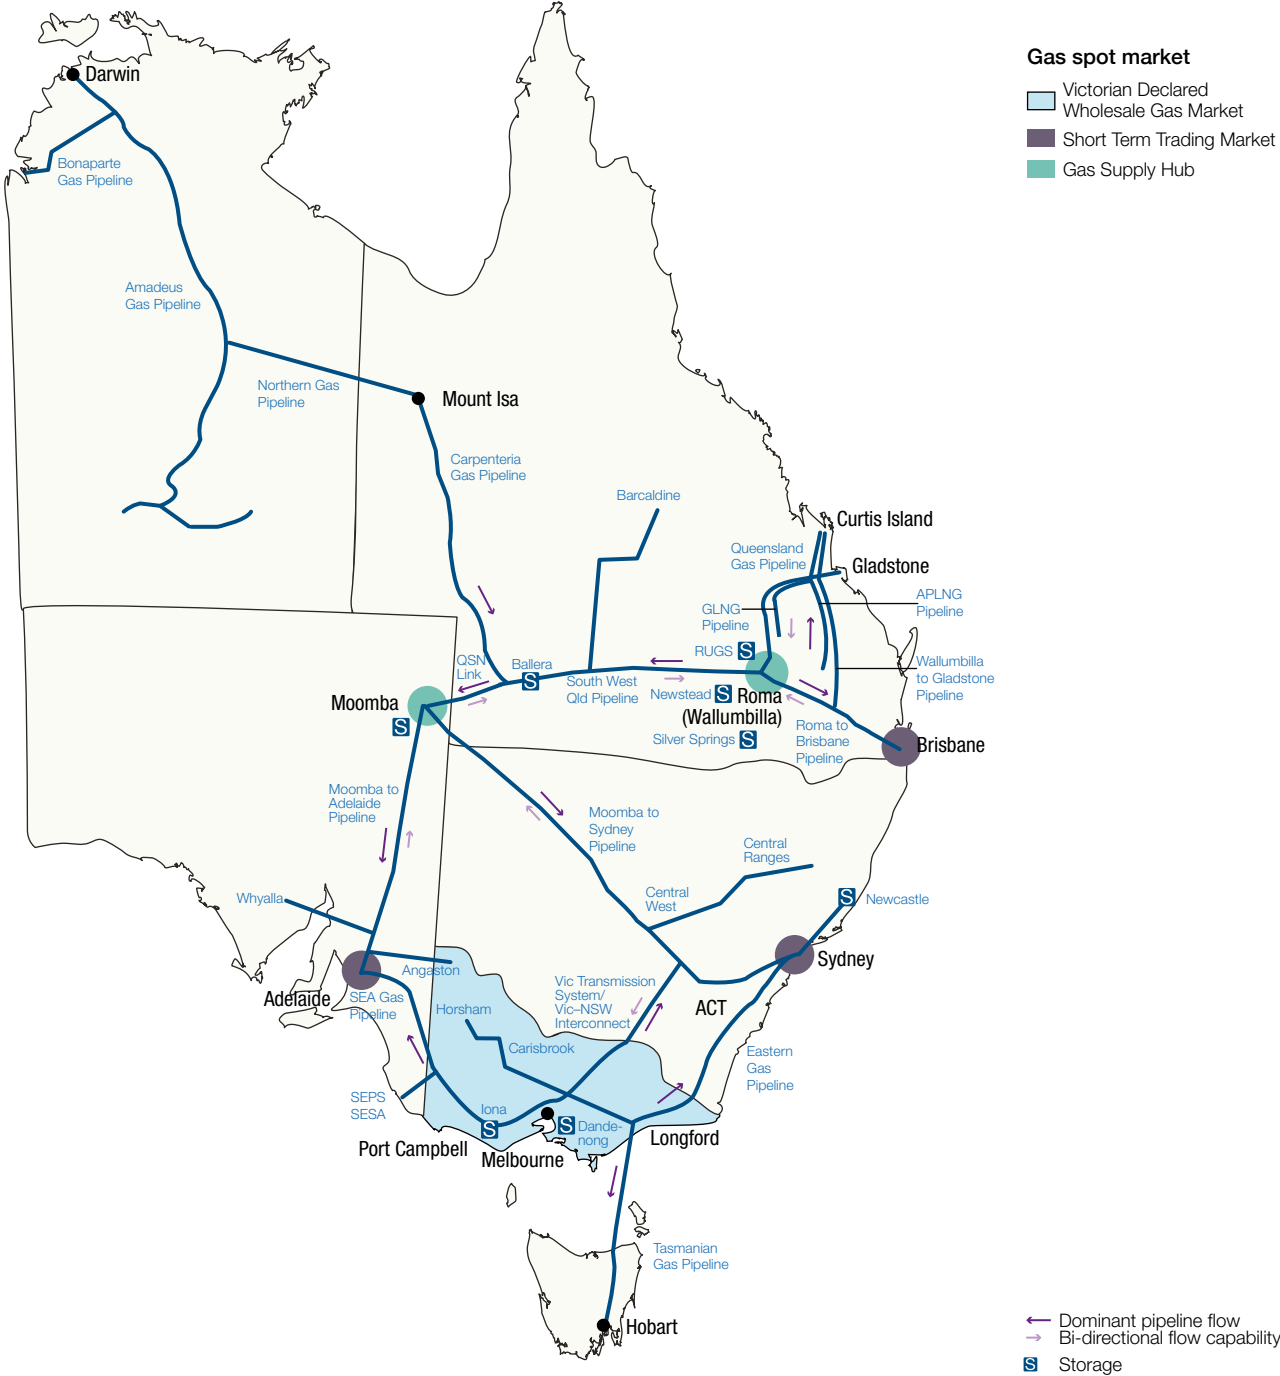 Gas spot market
Victorian Declared
Wholesale Gas Market
Short Term Trading Market
Gas Supply Hub
Darwin
Bonaparte
Gas Pipeline
Amadeus
Gas Pipeline
Northern Gas
Pipeline
Mount Isa
Carpenteria
Gas Pipeline
Barcaldine
Curtis Island
Queensland
Gas Pipeline
Gladstone
APLNG
Pipeline
GLNG
Pipeline
RUGS
S
QSN
Link
Ballera
S
South West
Qld Pipeline
Newstead
S
Roma
(Wallumbilla)
Silver Springs
S
Wallumbilla
to Gladstone
Pipeline
Roma to
Brisbane
Pipeline
Brisbane
Moomba
S
Moomba to
Adelaide
Pipeline
Moomba to
Sydney
Pipeline
Central
Ranges
Central
West
S
Newcastle
Whyalla
Sydney
Angaston
Adelaide
SEA Gas
Pipeline
Vic Transmission
System/
Vic–NSW
Interconnect
ACT
Horsham
Carisbrook
Eastern
Gas
Pipeline
SEPS
SESA
Iona
S
S
Dande-
nong
Port Campbell
Melbourne
Longford
Tasmanian
Gas Pipeline
Hobart
Dominant pipeline flow
Bi-directional flow capability
S
Storage